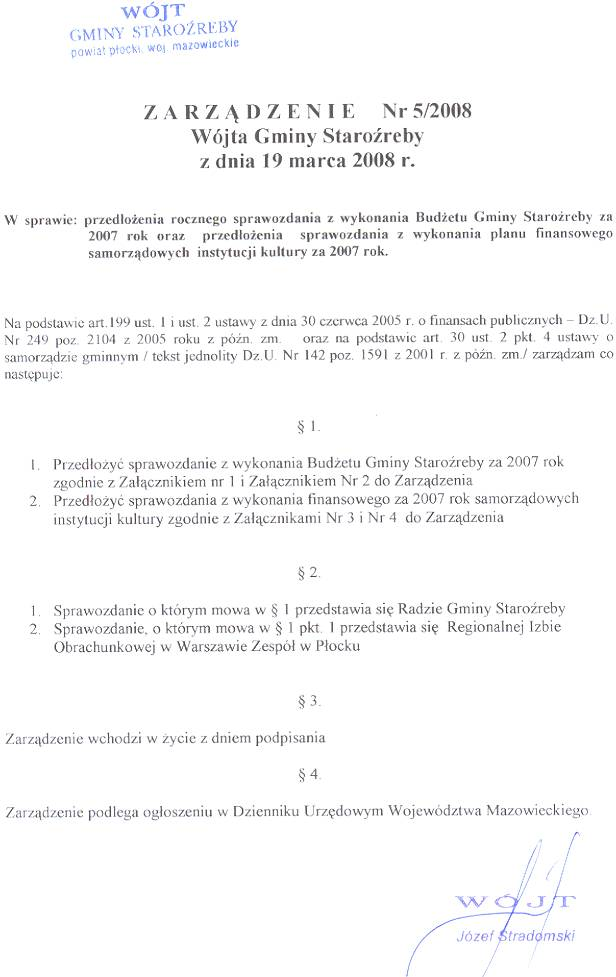 WÓJT
GMINY STAROŹREBY
powiat płocki, woj. mazowieckie
Z A R Z Ą D Z E N I E Nr 5/2008
Wójta Gminy Staroźreby
z dnia 19 marca 2008 r.
W sprawie: przedłożenia rocznego sprawozdania z wykonania Budżetu Gminy Staroźreby za
2007 rok oraz przedłożenia sprawozdania z wykonania planu finansowego
samorządowych instytucji kultury za 2007 rok.
Na podstawie art.199 ust. 1 i ust. 2 ustawy z dnia 30 czerwca 2005 r. o finansach publicznych – Dz.U.
Nr 249 poz. 2104 z 2005 roku z późn. zm. oraz na podstawie art. 30 ust. 2 pkt. 4 ustawy o
samorządzie gminnym / tekst jednolity Dz.U. Nr 142 poz. 1591 z 2001 r. z późn. zm./ zarządzam co
następuje:
§ 1.
1. Przedłożyć sprawozdanie z wykonania Budżetu Gminy Staroźreby za 2007 rok
zgodnie z Załącznikiem nr 1 i Załącznikiem Nr 2 do Zarządzenia
2. Przedłożyć sprawozdania z wykonania finansowego za 2007 rok samorządowych
instytucji kultury zgodnie z Załącznikami Nr 3 i Nr 4 do Zarządzenia
§ 2.
1. Sprawozdanie o którym mowa w § 1 przedstawia się Radzie Gminy Staroźreby
2. Sprawozdanie, o którym mowa w § 1 pkt. 1 przedstawia się Regionalnej Izbie
Obrachunkowej w Warszawie Zespół w Płocku
§ 3.
Zarządzenie wchodzi w życie z dniem podpisania
§ 4.
Zarządzenie podlega ogłoszeniu w Dzienniku Urzędowym Województwa Mazowieckiego.
WÓJT
Józef Stradomski